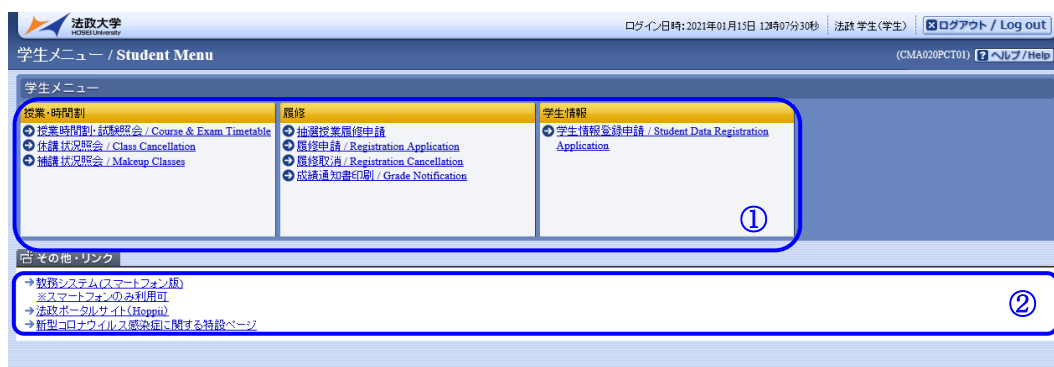 法政大学
HOSEI University
ログイン日時:2021年01月15日 12時07分30秒 法政 学生(学生) ログアウト / Log out
学生メニュー / Student Menu
(CMA020PCT01) ? ヘルプ/Help
学生メニュー
授業・時間割
授業時間割・試験照会 / Course & Exam Timetable
休講状況照会 / Class Cancellation
補講状況照会 / Makeup Classes
履修
抽選授業履修申請
履修申請 / Registration Application
履修取消 / Registration Cancellation
成績通知書印刷 / Grade Notification
学生情報
学生情報登録申請 / Student Data Registration
Application
①
その他・リンク
教務システム(スマートフォン版)
※スマートフォンのみ利用可
法政ポータルサイト(Hoppii)
新型コロナウイルス感染症に関する特設ページ
②